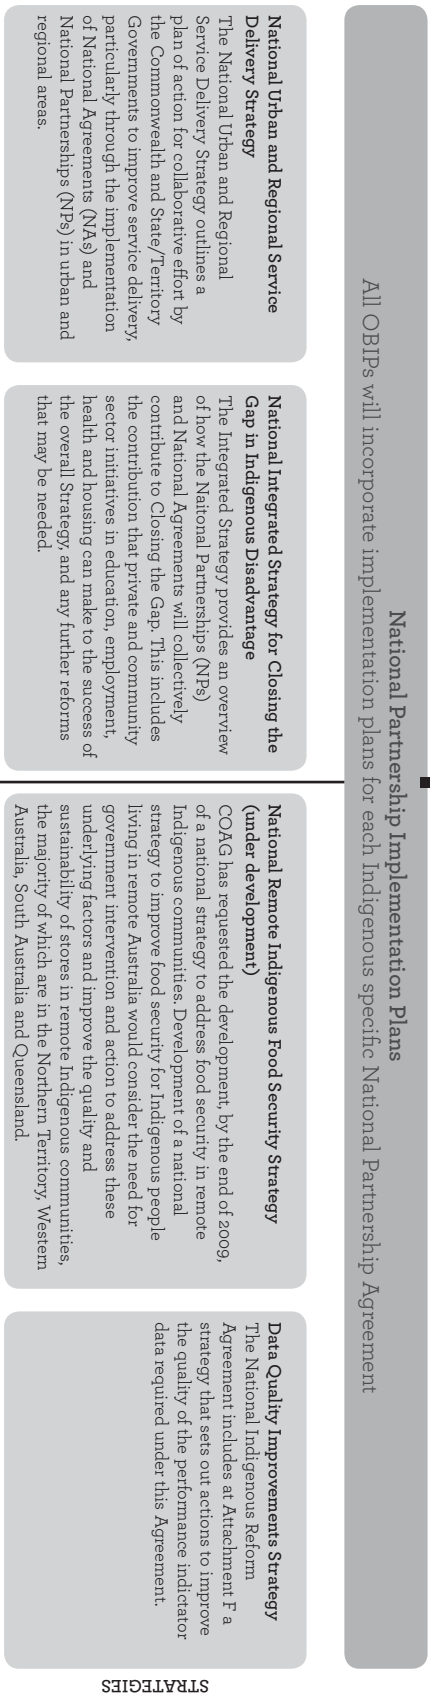 National Partnership Implementation Plans
All OBIPs will incorporate implementation plans for each Indigenous specific National Partnership Agreement
National Urban and Regional Service
Delivery Strategy
The National Urban and Regional
Service Delivery Strategy outlines a
plan of action for collaborative effort by
the Commonwealth and State/Territory
Governments to improve service delivery,
particularly through the implementation
of National Agreements (NAs) and
National Partnerships (NPs) in urban and
regional areas.
National Integrated Strategy for Closing the
Gap in Indigenous Disadvantage
The Integrated Strategy provides an overview
of how the Naitonal Partnerships (NPs)
and National Agreements will collectively
contribute to Closing the Gap. This includes
the contribution that private and community
sector initiatives in education, employment,
health and housing can make to the success of
the overall Strategy, and any further reforms
that may be needed.
National Remote Indigenous Food Security Strategy
(under development)
COAG has requested the development, by the end of 2009,
of a national strategy to address food security in remote
Indigenous communities. Development of a national
strategy to improve food security for Indigenous people
living in remote Australia would consider the need for
government intervention and action to address these
underlying factors and improve the quality and
sustainability of stores in remote Indigenous communities,
the majority of which are in the Northern Territory, Western
Australia, South Australia and Queensland.
Data Quality Improvements Strategy
The National Indigenous Reform
Agreement includes at Attachment F a
strategy that sets out actions to improve
the quality of the performance indictator
data required under this Agreement.
STRATEGIES